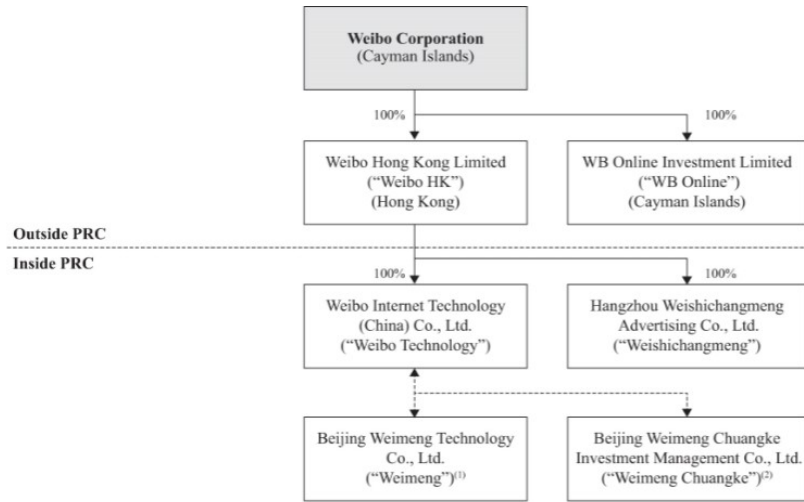 Weibo Corporation
(Cayman Islands)
100%
100%
Weibo Hong Kong Limited
(“Weibo HK”)
(Hong Kong)
WB Online Investment Limited
(“WB Online”)
(Cayman Islands)
Outside PRC
Inside PRC
100%
100%
Weibo Internet Technology
(China) Co., Ltd.
(“Weibo Technology”)
Hangzhou Weishichangmeng
Advertising Co., Ltd.
(“Weishichangmeng”)
Beijing Weimeng Technology
Co., Ltd.
(“Weimeng”)(1)
Beijing Weimeng Chuangke
Investment Management Co., Ltd.
(“Weimeng Chuangke”)(2)